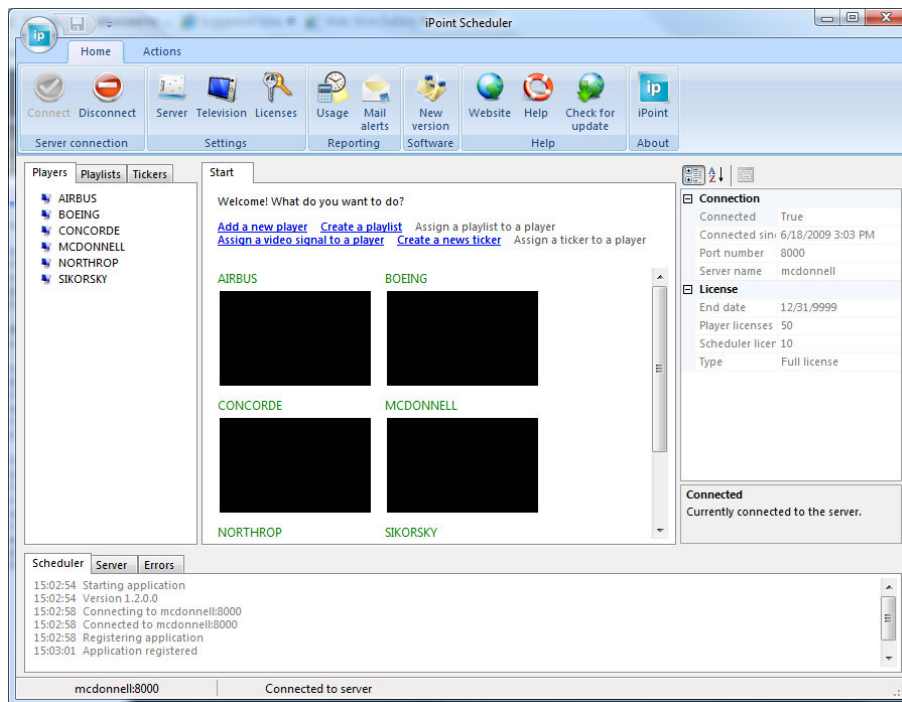 iPoint Scheduler
ip
Home Actions
Connect Disconnect Server Television Licenses Usage Mail alerts New version Website Help Check for update iPoint
ip
Server connection Settings Reporting Software Help About
Players Playlists Tickers
AIRBUS
BOEING
CONCORDE
MCDONNELL
NORTHROP
SIKORSKY
Start
Welcome! What do you want to do?
Add a new player Create a playlist Assign a playlist to a player
Assign a video signal to a player Create a news ticker Assign a ticker to a player
AIRBUS BOEING
CONCORDE MCDONNELL
NORTHROP SIKORSKY
Connection
Connected True
Connected sin 6/18/2009 3:03 PM
Port number 8000
Server name mcdonnell
License
End date 12/31/9999
Player licenses 50
Scheduler licer 10
Type Full license
Connected
Currently connected to the server.
Scheduler Server Errors
15:02:54 Starting application
15:02:54 Version 1.2.0.0
15:02:58 Connecting to mcdonnell:8000
15:02:58 Connected to mcdonnell:8000
15:02:58 Registering application
15:03:01 Application registered
mcdonnell:8000 Connected to server